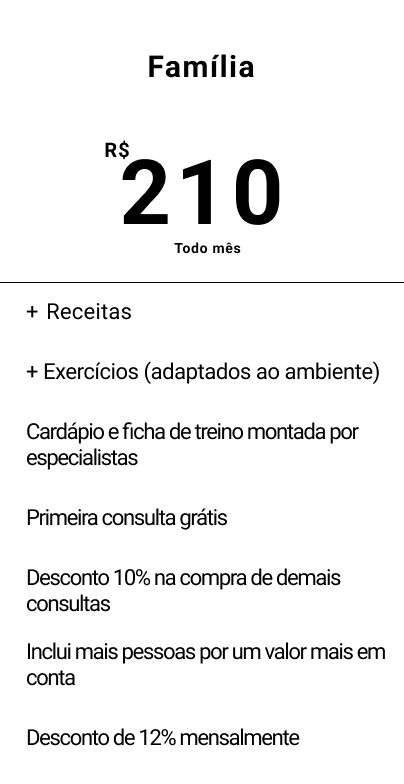 Família
R$
210
Todo mês
+ Receitas
+ Exercícios (adaptados ao ambiente)
Cardápio e ficha de treino montada por
especialistas
Primeira consulta grátis
Desconto 10% na compra de demais
consultas
Inclui mais pessoas por um valor mais em
conta
Desconto de 12% mensalmente